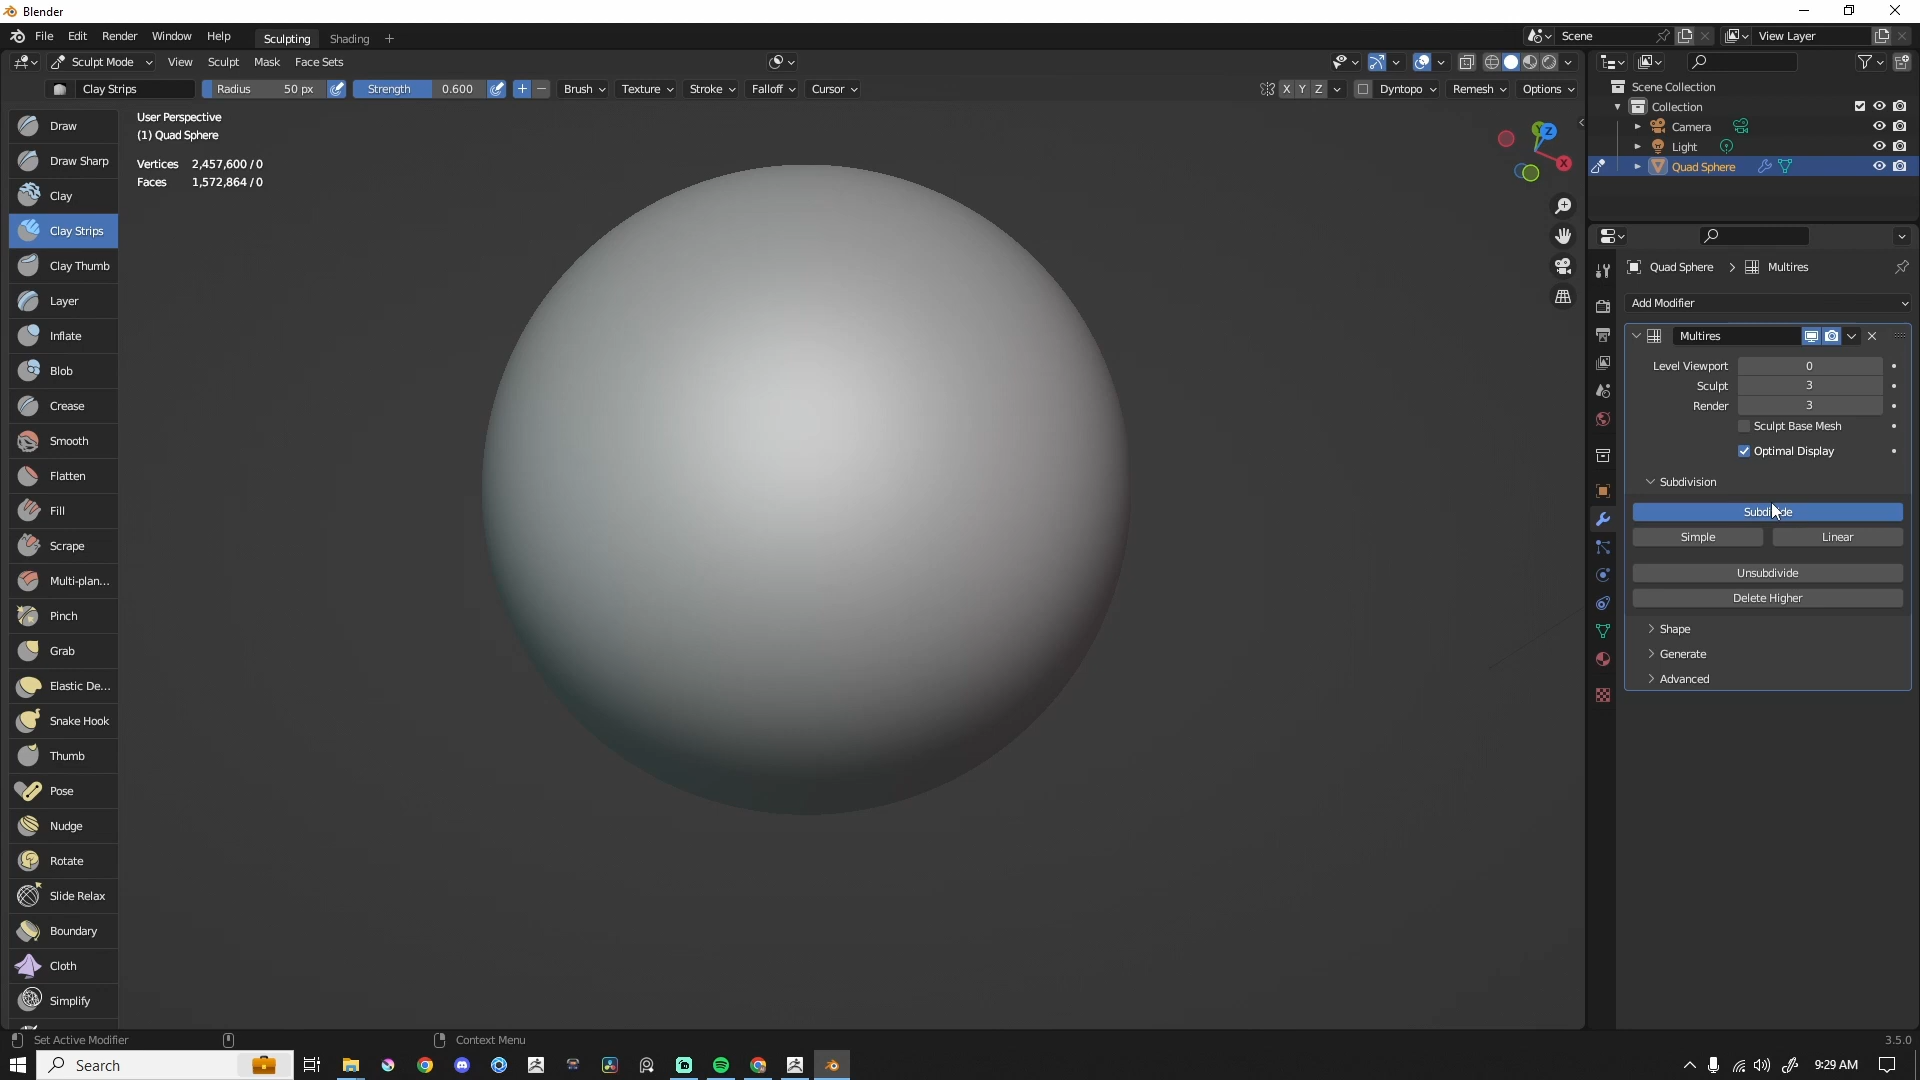 Blender
File Edit Render Window Help Sculpting Shading + Scene View Layer
Sculpt Mode View Sculpt Mask Face Sets
Clay Strips Radius 50 px Strength 0.600 + − Brush Texture Stroke Falloff Cursor X Y Z Dyntopo Remesh Options
User Perspective
(1) Quad Sphere
Vertices 2,457,600 / 0
Faces 1,572,864 / 0
Draw
Draw Sharp
Clay
Clay Strips
Clay Thumb
Layer
Inflate
Blob
Crease
Smooth
Flatten
Fill
Scrape
Multi-plan...
Pinch
Grab
Elastic De...
Snake Hook
Thumb
Pose
Nudge
Rotate
Slide Relax
Boundary
Cloth
Simplify
Y Z
X
Scene Collection
Collection
Camera
Light
Quad Sphere
Quad Sphere > Multires
Add Modifier
Multires
Level Viewport 0
Sculpt 3
Render 3
Sculpt Base Mesh
Optimal Display
Subdivision
Subdivide
Simple Linear
Unsubdivide
Delete Higher
Shape
Generate
Advanced
Set Active Modifier Context Menu 3.5.0
Search 9:29 AM